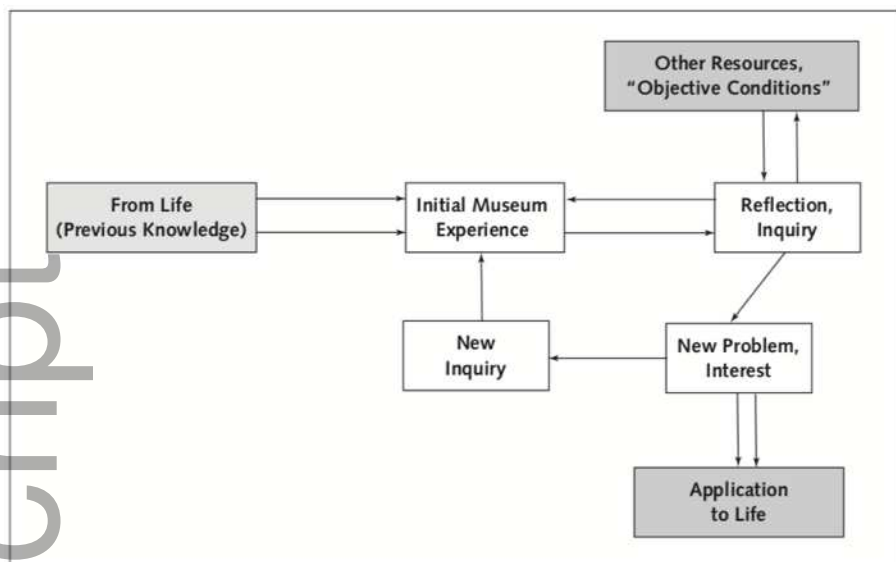 Other Resources,
“Objective Conditions”
From Life
(Previous Knowledge)
Initial Museum
Experience
Reflection,
Inquiry
New
Inquiry
New Problem,
Interest
Application
to Life